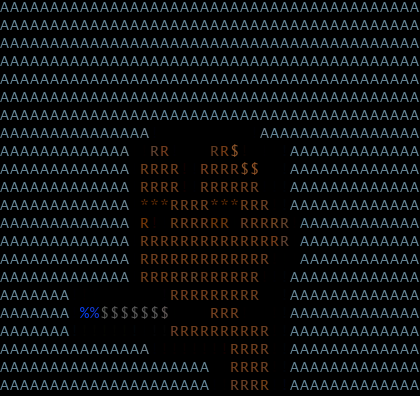 AAAAAAAAAAAAAAAAAAAAAAAAAAAAAAAAAAAAAAAAAA
AAAAAAAAAAAAAAAAAAAAAAAAAAAAAAAAAAAAAAAAAA
AAAAAAAAAAAAAAAAAAAAAAAAAAAAAAAAAAAAAAAAAA
AAAAAAAAAAAAAAAAAAAAAAAAAAAAAAAAAAAAAAAAAA
AAAAAAAAAAAAAAAAAAAAAAAAAAAAAAAAAAAAAAAAAA
AAAAAAAAAAAAAAAAAAAAAAAAAAAAAAAAAAAAAAAAAA
AAAAAAAAAAAAAAAAAAAAAAAAAAAAAAAAAAAAAAAAAA
AAAAAAAAAAAAAAA           AAAAAAAAAAAAAAAA
AAAAAAAAAAAAA  RR    RR$     AAAAAAAAAAAAA
AAAAAAAAAAAAA RRRR  RRRR$$   AAAAAAAAAAAAA
AAAAAAAAAAAAA RRRR  RRRRRR   AAAAAAAAAAAAA
AAAAAAAAAAAAA ***RRRR***RRR  AAAAAAAAAAAAA
AAAAAAAAAAAAA R  RRRRRR RRRRR AAAAAAAAAAAA
AAAAAAAAAAAAA RRRRRRRRRRRRRRR AAAAAAAAAAAA
AAAAAAAAAAAAA RRRRRRRRRRRRR   AAAAAAAAAAAA
AAAAAAAAAAAAA RRRRRRRRRRRR   AAAAAAAAAAAAA
AAAAAAA          RRRRRRRRR   AAAAAAAAAAAAA
AAAAAAA %%$$$$$$$    RRR     AAAAAAAAAAAAA
AAAAAAA          RRRRRRRRRR  AAAAAAAAAAAAA
AAAAAAAAAAAAAAA        RRRR  AAAAAAAAAAAAA
AAAAAAAAAAAAAAAAAAAAA  RRRR  AAAAAAAAAAAAA
AAAAAAAAAAAAAAAAAAAAA  RRRR  AAAAAAAAAAAAA